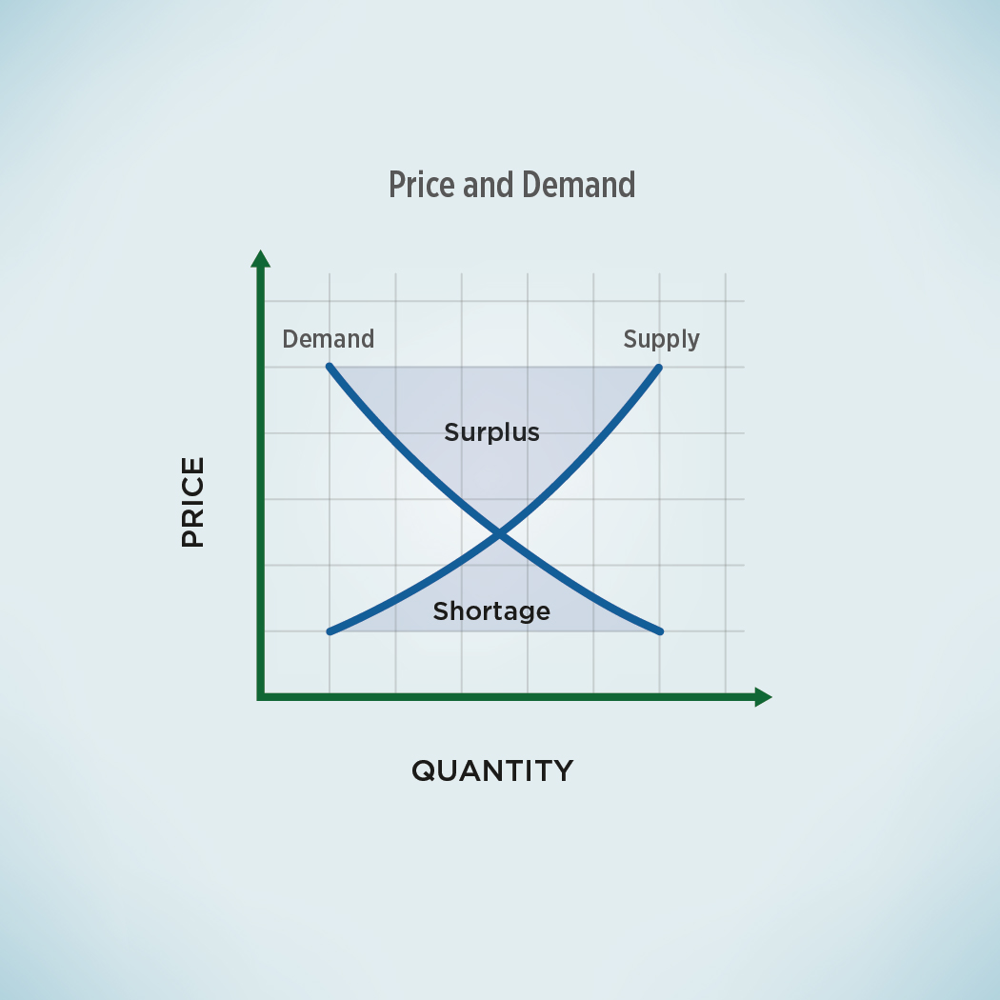 Price and Demand
Demand
Supply
Surplus
PRICE
Shortage
QUANTITY